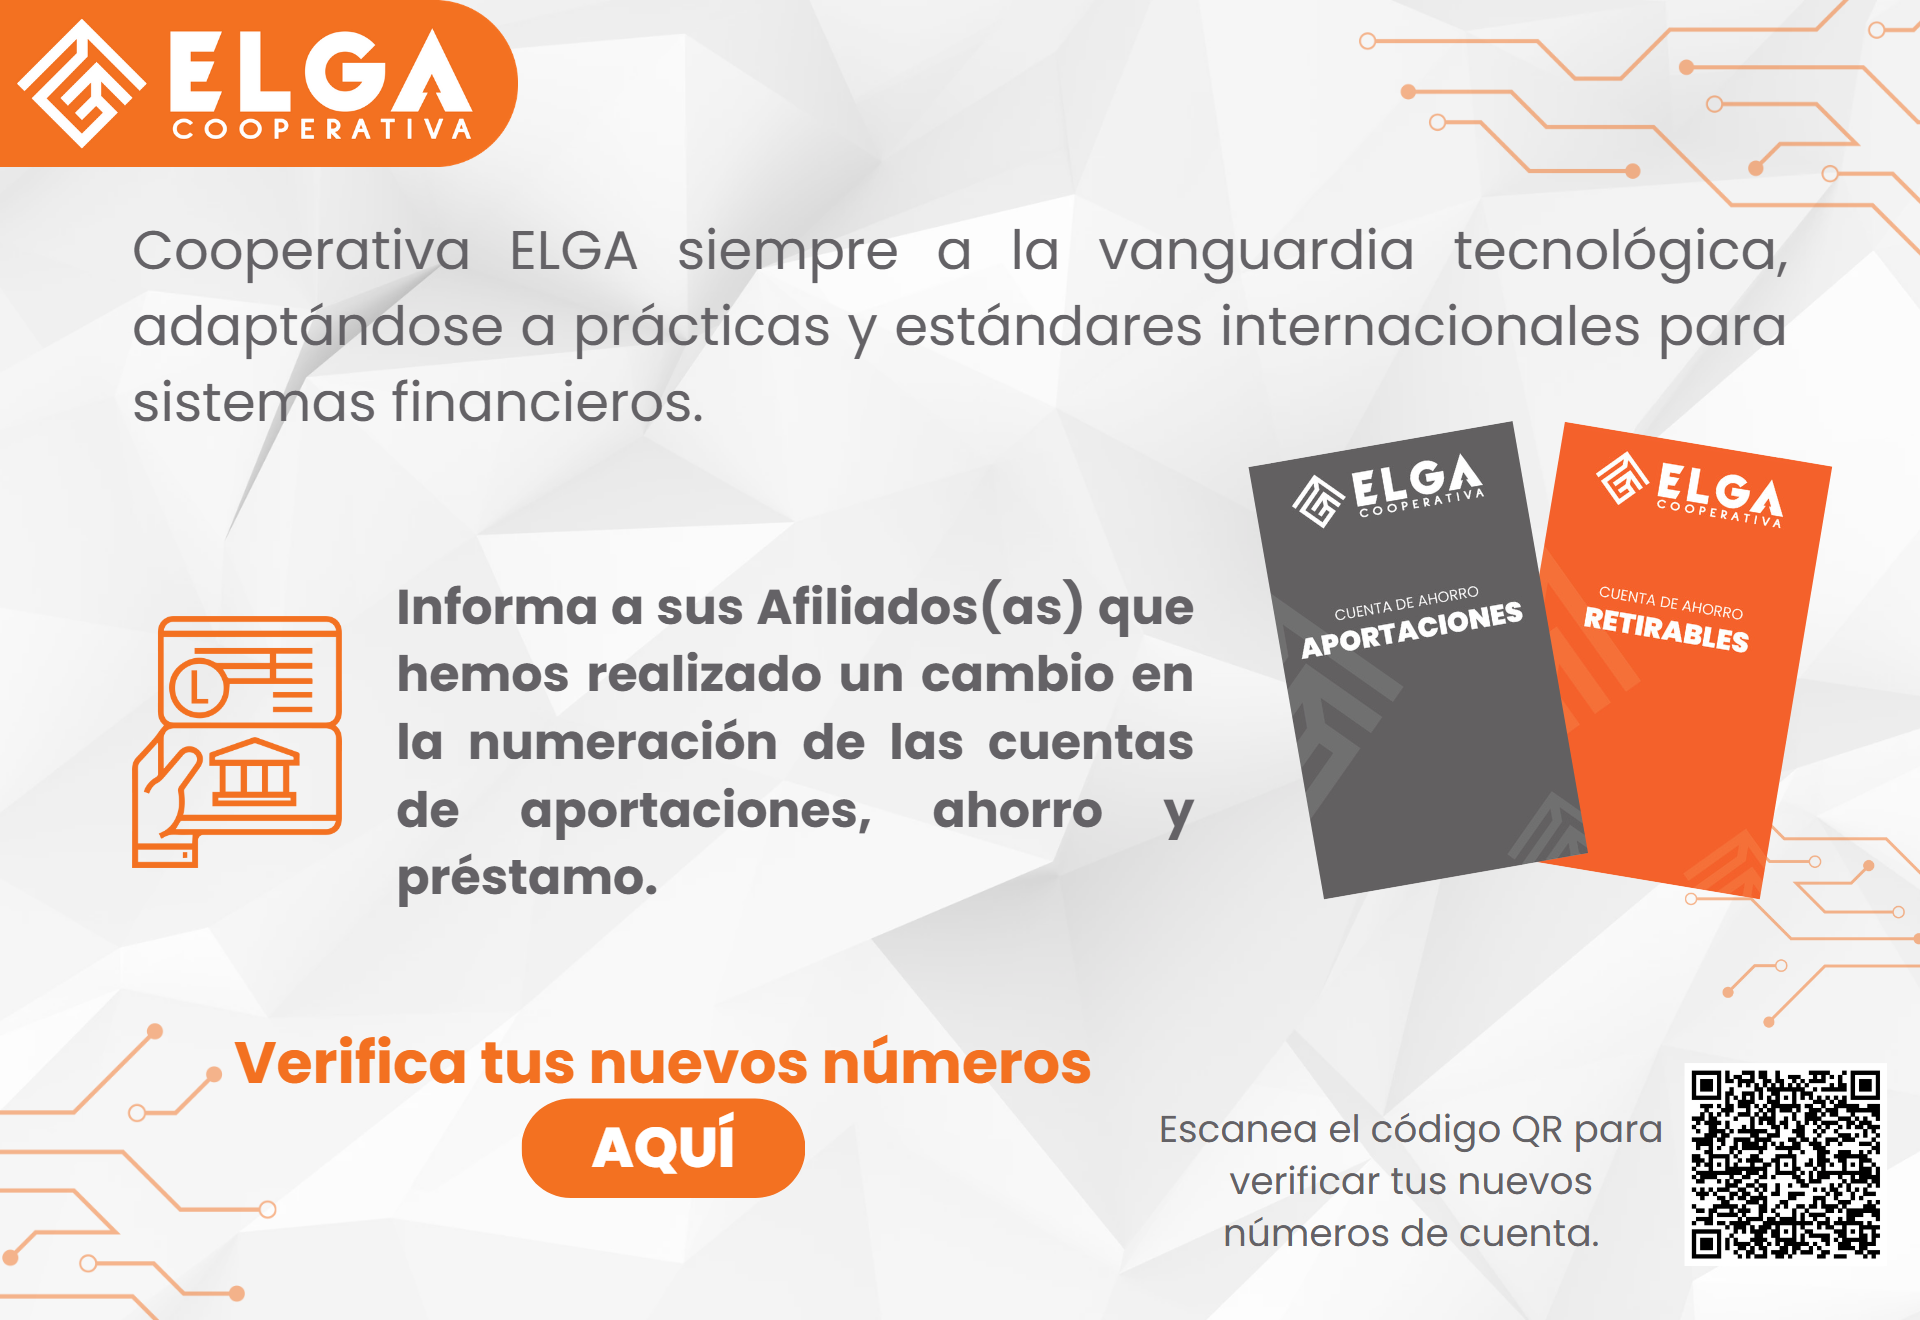 ELGA
COOPERATIVA
Cooperativa ELGA siempre a la vanguardia tecnológica,
adaptándose a prácticas y estándares internacionales para
sistemas financieros.
ELGA
COOPERATIVA
CUENTA DE AHORRO
APORTACIONES
ELGA
COOPERATIVA
CUENTA DE AHORRO
RETIRABLES
L
Informa a sus Afiliados(as) que
hemos realizado un cambio en
la numeración de las cuentas
de aportaciones, ahorro y
préstamo.
Verifica tus nuevos números
AQUÍ
Escanea el código QR para
verificar tus nuevos
números de cuenta.